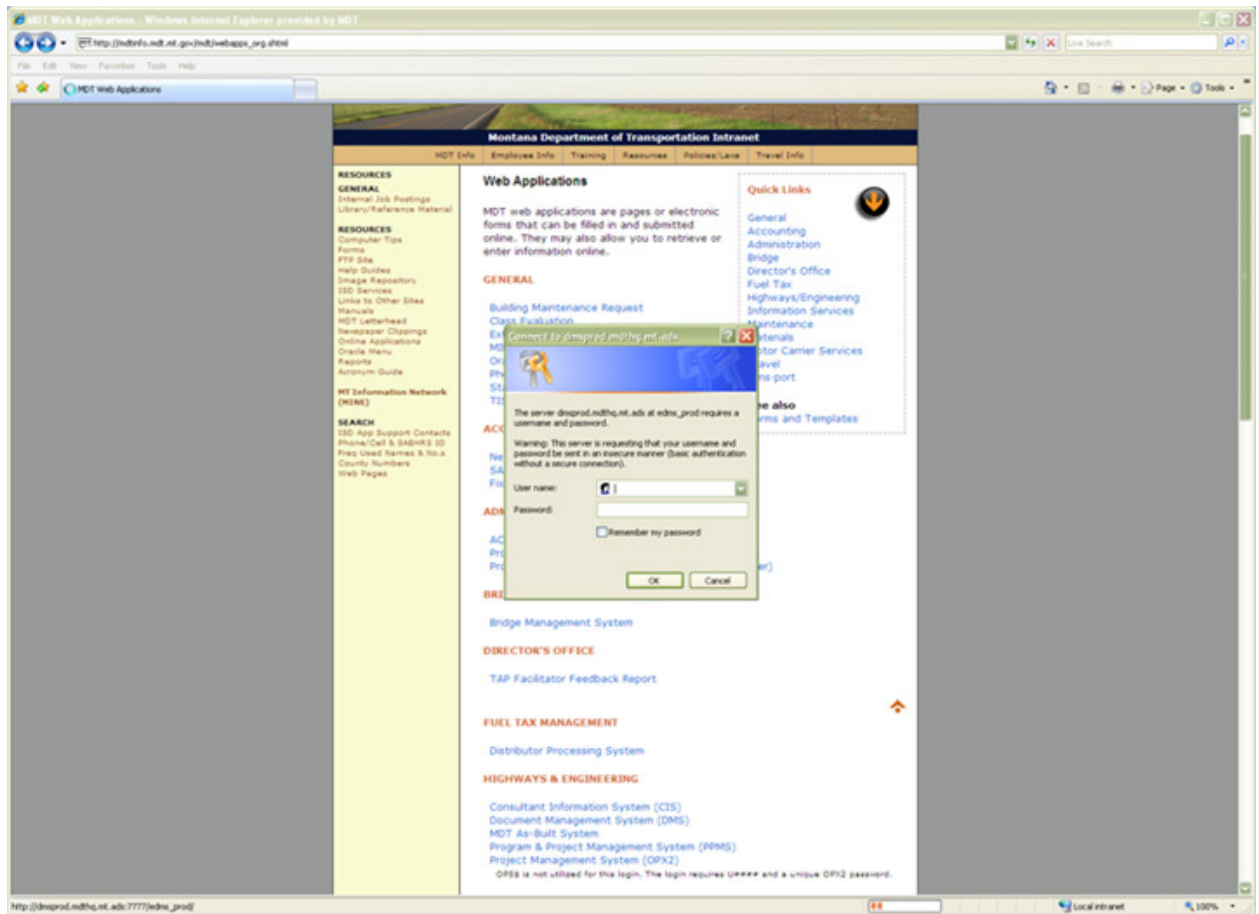 MDT Web Applications - Windows Internet Explorer provided by MDT
http://mdtinfo.mdt.mt.gov/mdt/webapps_org.shtml
Live Search
File Edit View Favorites Tools Help
MDT Web Applications
Page
Tools
Montana Department of Transportation Intranet
MDT Info Employee Info Training Resources Policies/Laws Travel Info
RESOURCES
GENERAL
Internal Job Postings
Library/Reference Material
RESOURCES
Computer Tips
Forms
FTP Site
Help Guides
Image Repository
ISD Services
Links to Other Sites
Manuals
MDT Letterhead
Newspaper Clippings
Online Applications
Oracle Menu
Reports
Acronym Guide
MT Information Network
(MINE)
SEARCH
ISD App Support Contacts
Phone/Cell & SABHRS ID
Freq Used Names & No.s
County Numbers
Web Pages
Web Applications
MDT web applications are pages or electronic
forms that can be filled in and submitted
online. They may also allow you to retrieve or
enter information online.
GENERAL
Building Maintenance Request
Class Evaluation
Quick Links
General
Accounting
Administration
Bridge
Director's Office
Fuel Tax
Highways/Engineering
Information Services
Maintenance
Motor Carrier Services
Forms and Templates
Connect to dmsprod.mdthq.mt.ads
The server dmsprod.mdthq.mt.ads at edms_prod requires a
username and password.
Warning: This server is requesting that your username and
password be sent in an insecure manner (basic authentication
without a secure connection).
User name:
Password:
Remember my password
OK Cancel
Bridge Management System
DIRECTOR'S OFFICE
TAP Facilitator Feedback Report
FUEL TAX MANAGEMENT
Distributor Processing System
HIGHWAYS & ENGINEERING
Consultant Information System (CIS)
Document Management System (DMS)
MDT As-Built System
Program & Project Management System (PPMS)
Project Management System (OPX2)
OPS$ is not utilized for this login. The login requires U#### and a unique OPX2 password.
http://dmsprod.mdthq.mt.ads:7777/edms_prod/
Local intranet
100%